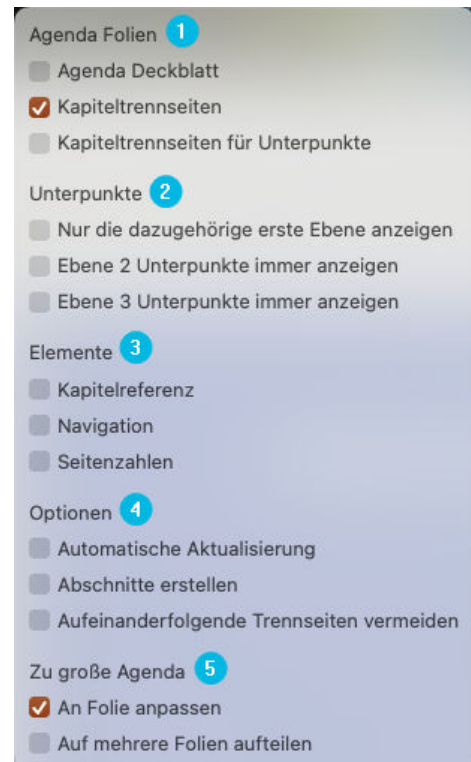 Agenda Folien 1
Agenda Deckblatt
Kapiteltrennseiten
Kapiteltrennseiten für Unterpunkte
Unterpunkte 2
Nur die dazugehörige erste Ebene anzeigen
Ebene 2 Unterpunkte immer anzeigen
Ebene 3 Unterpunkte immer anzeigen
Elemente 3
Kapitelreferenz
Navigation
Seitenzahlen
Optionen 4
Automatische Aktualisierung
Abschnitte erstellen
Aufeinanderfolgende Trennseiten vermeiden
Zu große Agenda 5
An Folie anpassen
Auf mehrere Folien aufteilen